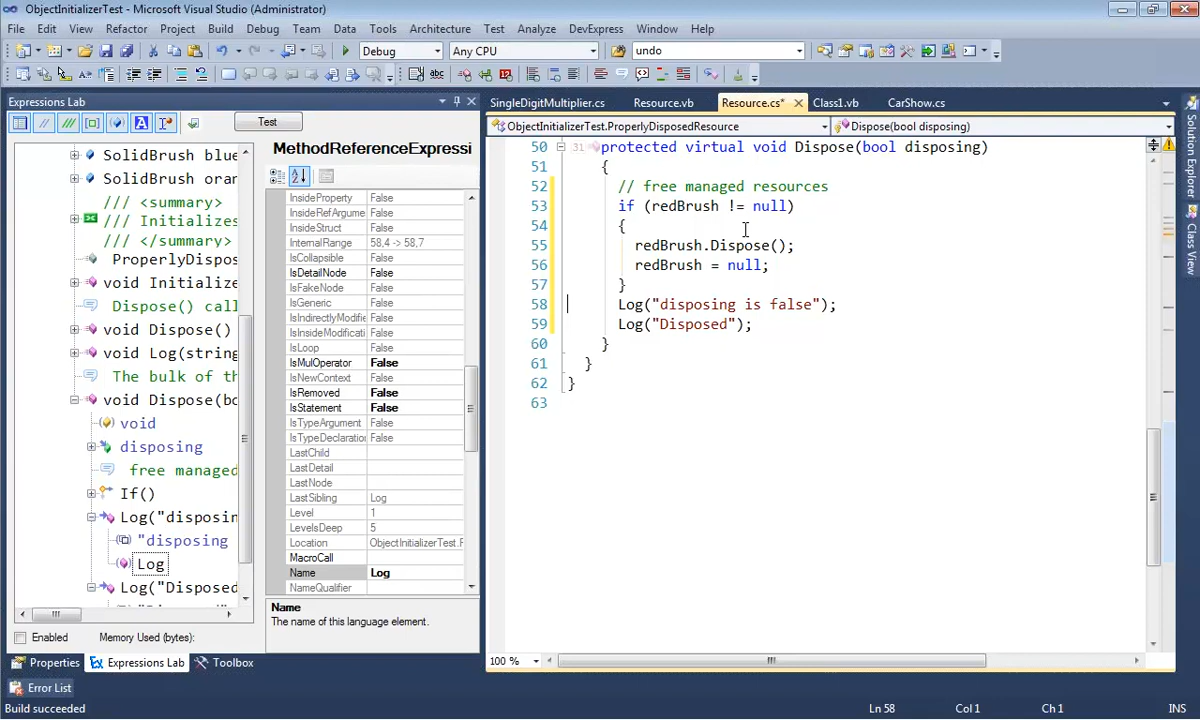 ObjectInitializerTest - Microsoft Visual Studio (Administrator)
File Edit View Refactor Project Build Debug Team Data Tools Architecture Test Analyze DevExpress Window Help
Debug Any CPU undo
Expressions Lab
Test
SolidBrush blue
SolidBrush oran
/// <summary>
/// Initializes
/// </summary>
ProperlyDispos
void Initialize
Dispose() call
void Dispose()
void Log(string
The bulk of th
void Dispose(bo
void
disposing
free managed
If()
Log("disposin
"disposing
Log
Log("Disposed
Enabled Memory Used (bytes):
MethodReferenceExpressi
InsideProperty False
InsideRefArgume False
InsideStruct False
InternalRange 58,4 -> 58,7
IsCollapsible False
IsDetailNode False
IsFakeNode False
IsGeneric False
IsIndirectlyModifie False
IsInsideModificati False
IsLoop False
IsMulOperator False
IsNewContext False
IsRemoved False
IsStatement False
IsTypeArgument False
IsTypeDeclaration False
LastChild
LastDetail
LastNode
LastSibling Log
Level 1
LevelsDeep 5
Location ObjectInitializerTest.F
MacroCall
Name Log
NameQualifier
Name
The name of this language element.
Properties Expressions Lab Toolbox
SingleDigitMultiplier.cs Resource.vb Resource.cs* Class1.vb CarShow.cs
ObjectInitializerTest.ProperlyDisposedResource Dispose(bool disposing)
50 31 protected virtual void Dispose(bool disposing)
51 {
52 // free managed resources
53 if (redBrush != null)
54 {
55 redBrush.Dispose();
56 redBrush = null;
57 }
58 Log("disposing is false");
59 Log("Disposed");
60 }
61 }
62 }
63
100 %
Solution Explorer
Class View
Error List
Build succeeded Ln 58 Col 1 Ch 1 INS